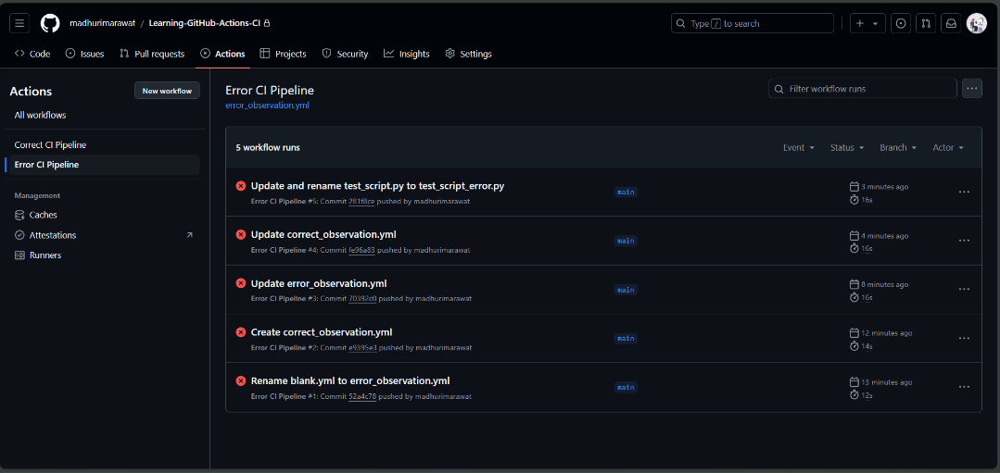 madhurimarawat / Learning-GitHub-Actions-CI
Type / to search
Code Issues Pull requests Actions Projects Security Insights Settings
Actions
New workflow
All workflows
Correct CI Pipeline
Error CI Pipeline
Management
Caches
Attestations
Runners
Error CI Pipeline
error_observation.yml
Filter workflow runs
5 workflow runs
Event Status Branch Actor
Update and rename test_script.py to test_script_error.py
Error CI Pipeline #5: Commit 281f8ce pushed by madhurimarawat
main
3 minutes ago
16s
Update correct_observation.yml
Error CI Pipeline #4: Commit fe96a83 pushed by madhurimarawat
main
4 minutes ago
16s
Update error_observation.yml
Error CI Pipeline #3: Commit 70392c0 pushed by madhurimarawat
main
8 minutes ago
16s
Create correct_observation.yml
Error CI Pipeline #2: Commit e9395e3 pushed by madhurimarawat
main
12 minutes ago
14s
Rename blank.yml to error_observation.yml
Error CI Pipeline #1: Commit 52a4c78 pushed by madhurimarawat
main
13 minutes ago
12s